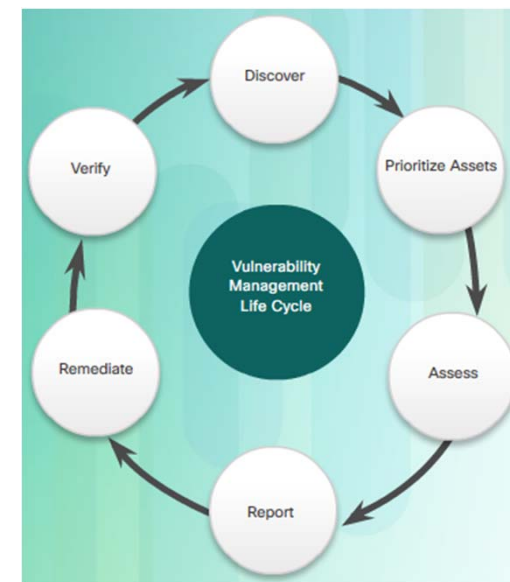 Discover
Prioritize Assets
Assess
Report
Remediate
Verify
Vulnerability
Management
Life Cycle